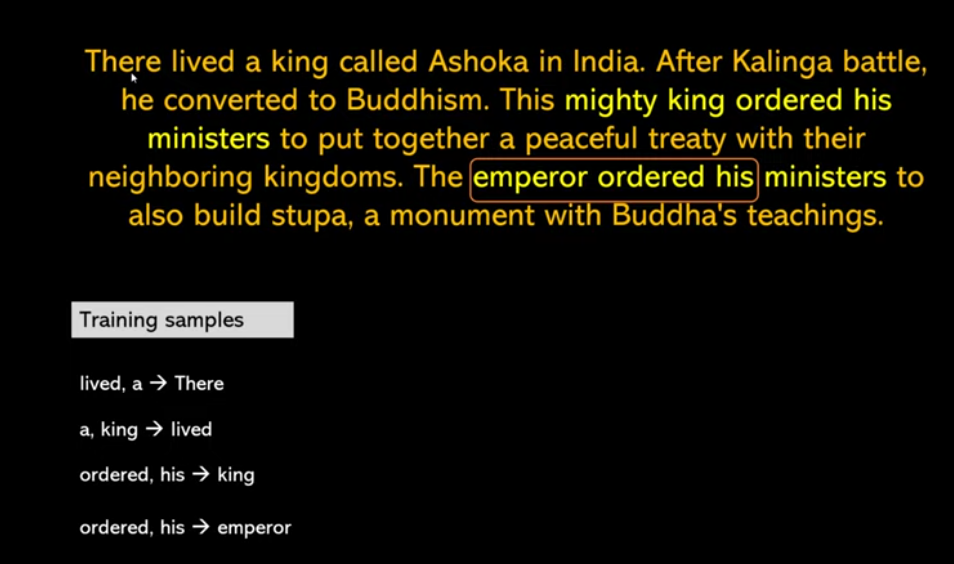 There lived a king called Ashoka in India. After Kalinga battle,
he converted to Buddhism. This mighty king ordered his
ministers to put together a peaceful treaty with their
neighboring kingdoms. The emperor ordered his ministers to
also build stupa, a monument with Buddha's teachings.
Training samples
lived, a → There
a, king → lived
ordered, his → king
ordered, his → emperor